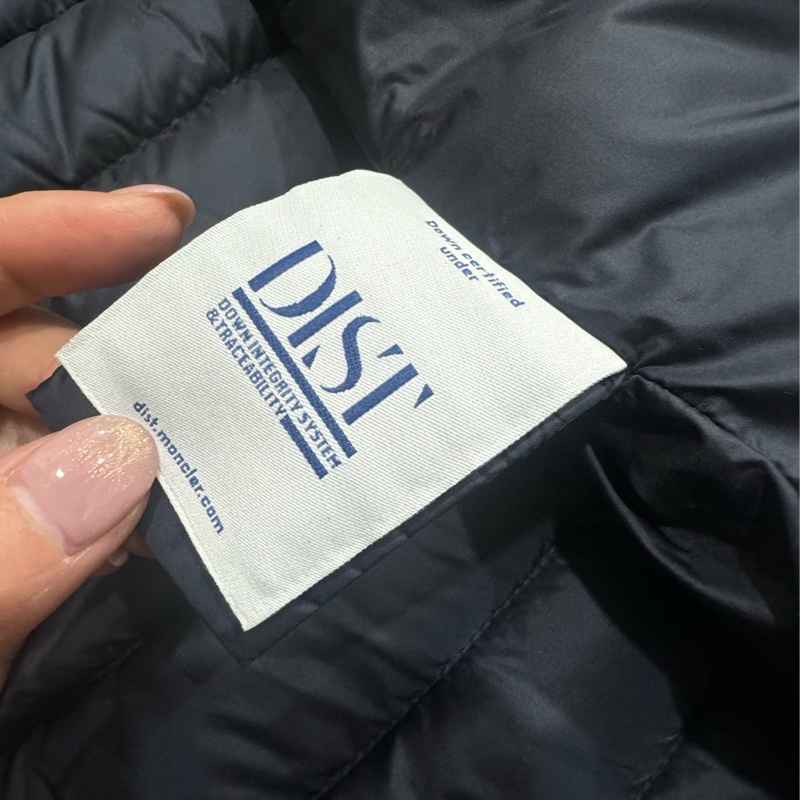 Down certified
under
DIST
DOWN INTEGRITY SYSTEM
&TRACEABILITY
dist.moncler.com